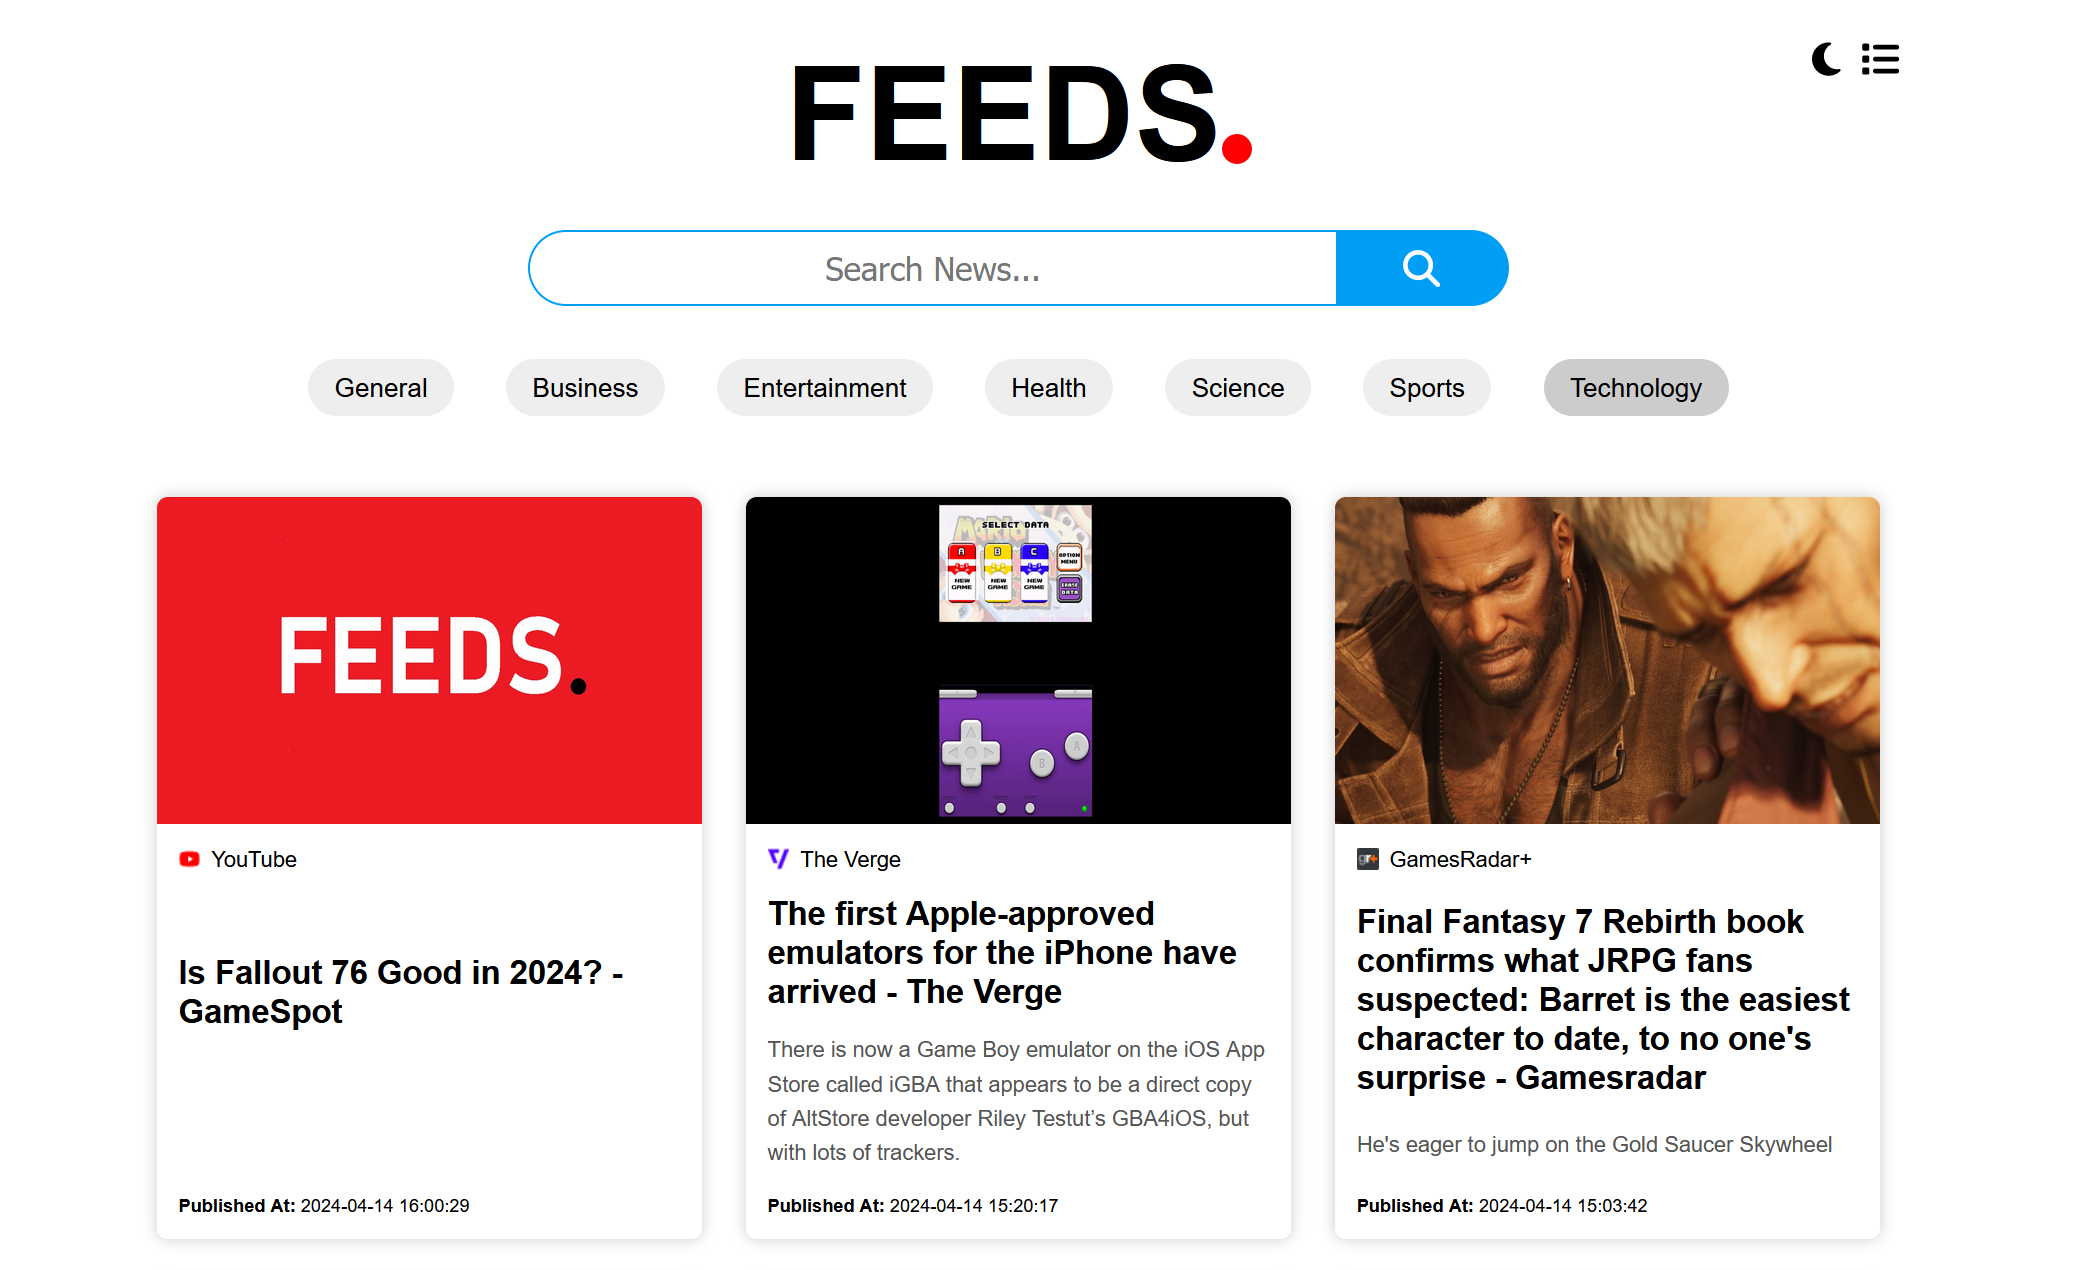 FEEDS.
Search News...
General
Business
Entertainment
Health
Science
Sports
Technology
FEEDS.
YouTube
Is Fallout 76 Good in 2024? -
GameSpot
Published At: 2024-04-14 16:00:29
MARIO
SELECT DATA
A
B
C
OPTION
MENU
NEW
GAME
NEW
GAME
NEW
GAME
ERASE
DATA
A
B
The Verge
The first Apple-approved
emulators for the iPhone have
arrived - The Verge
There is now a Game Boy emulator on the iOS App
Store called iGBA that appears to be a direct copy
of AltStore developer Riley Testut’s GBA4iOS, but
with lots of trackers.
Published At: 2024-04-14 15:20:17
gr+
GamesRadar+
Final Fantasy 7 Rebirth book
confirms what JRPG fans
suspected: Barret is the easiest
character to date, to no one's
surprise - Gamesradar
He's eager to jump on the Gold Saucer Skywheel
Published At: 2024-04-14 15:03:42